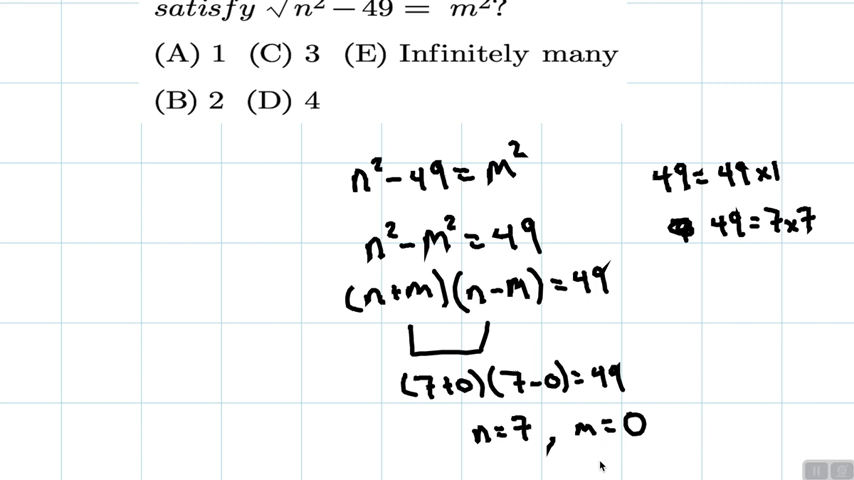 satisfy √n² − 49 = m²?
(A) 1 (C) 3 (E) Infinitely many
(B) 2 (D) 4
n² − 49 = m²
49 = 49 × 1
n² − m² = 49
49 = 7 × 7
(n+m)(n−m) = 49
(7+0)(7−0) = 49
n = 7 , m = 0